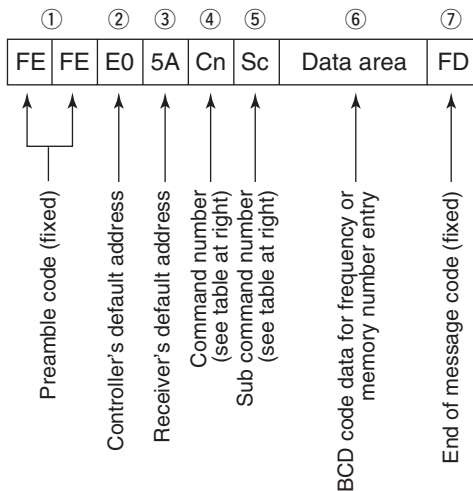 ① ② ③ ④ ⑤ ⑥ ⑦
FE FE E0 5A Cn Sc Data area FD
Preamble code (fixed)
Controller's default address
Receiver's default address
Command number
(see table at right)
Sub command number
(see table at right)
BCD code data for frequency or
memory number entry
End of message code (fixed)